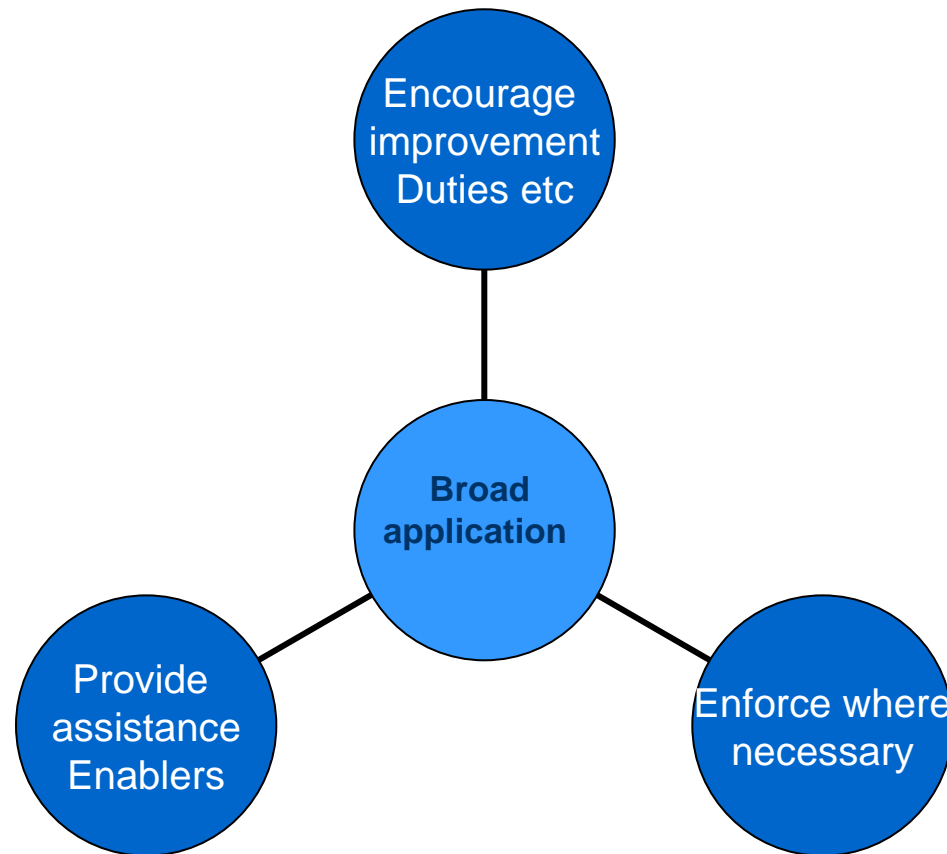 Encourage
improvement
Duties etc
Broad
application
Provide
assistance
Enablers
Enforce where
necessary